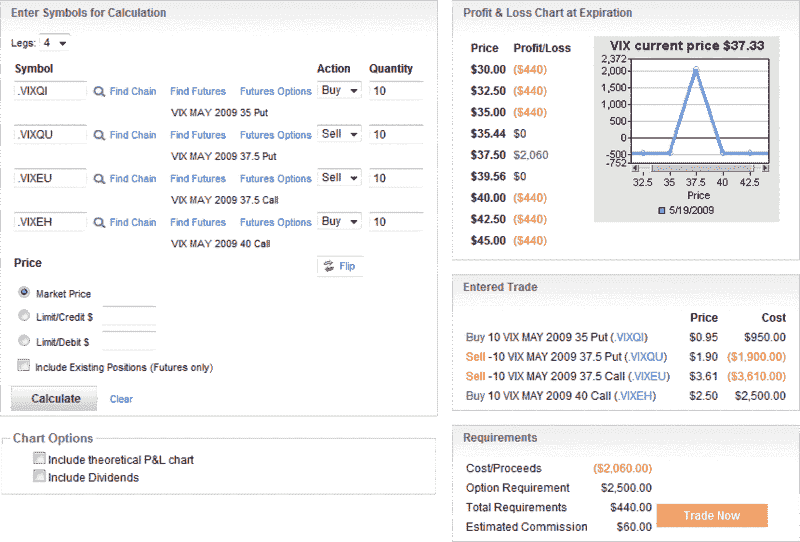 Enter Symbols for Calculation
Legs: 4
Symbol Action Quantity
.VIXQI Find Chain Find Futures Futures Options Buy 10
VIX MAY 2009 35 Put
.VIXQU Find Chain Find Futures Futures Options Sell 10
VIX MAY 2009 37.5 Put
.VIXEU Find Chain Find Futures Futures Options Sell 10
VIX MAY 2009 37.5 Call
.VIXEH Find Chain Find Futures Futures Options Buy 10
VIX MAY 2009 40 Call
Price Flip
Market Price
Limit/Credit $
Limit/Debit $
Include Existing Positions (Futures only)
Calculate Clear
Chart Options
Include theoretical P&L chart
Include Dividends
Profit & Loss Chart at Expiration
Price Profit/Loss
$30.00 ($440)
$32.50 ($440)
$35.00 ($440)
$35.44 $0
$37.50 $2,060
$39.56 $0
$40.00 ($440)
$42.50 ($440)
$45.00 ($440)
VIX current price $37.33
2,372
2,000
1,500
1,000
500
0
-500
-752
32.5 35 37.5 40 42.5
Price
5/19/2009
Entered Trade
Price Cost
Buy 10 VIX MAY 2009 35 Put (.VIXQI) $0.95 $950.00
Sell -10 VIX MAY 2009 37.5 Put (.VIXQU) $1.90 ($1,900.00)
Sell -10 VIX MAY 2009 37.5 Call (.VIXEU) $3.61 ($3,610.00)
Buy 10 VIX MAY 2009 40 Call (.VIXEH) $2.50 $2,500.00
Requirements
Cost/Proceeds ($2,060.00)
Option Requirement $2,500.00
Total Requirements $440.00
Estimated Commission $60.00
Trade Now